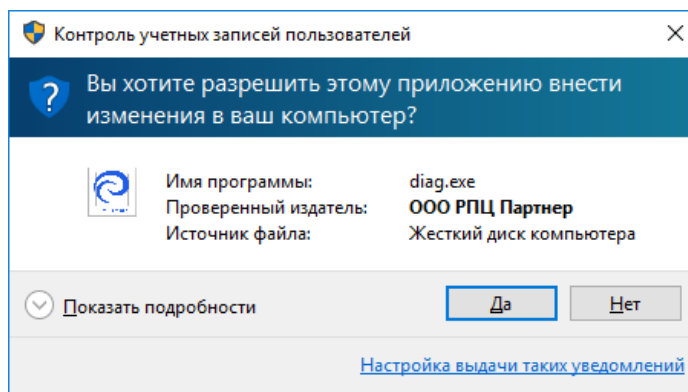 Контроль учетных записей пользователей
Вы хотите разрешить этому приложению внести
изменения в ваш компьютер?
Имя программы: diag.exe
Проверенный издатель: ООО РПЦ Партнер
Источник файла: Жесткий диск компьютера
Показать подробности Да Нет
Настройка выдачи таких уведомлений